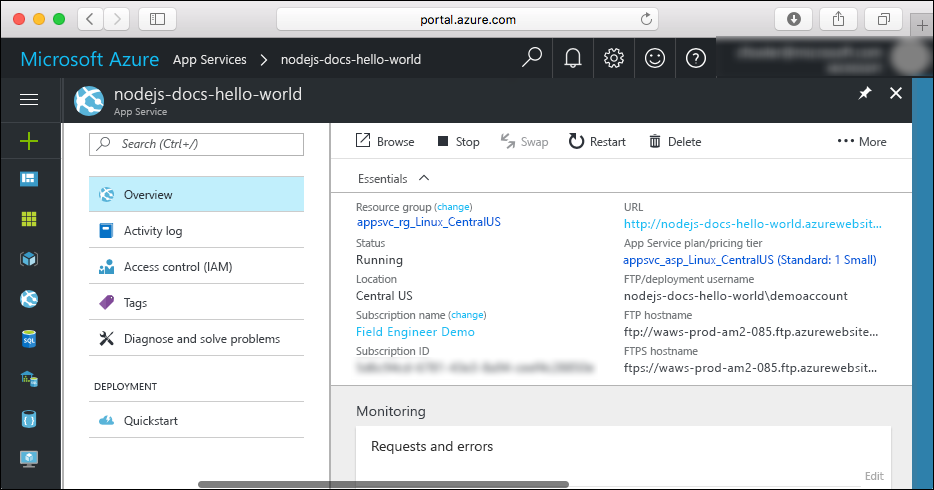 portal.azure.com
Microsoft Azure App Services > nodejs-docs-hello-world
nodejs-docs-hello-world
App Service
Search (Ctrl+/)
Overview
Activity log
Access control (IAM)
Tags
Diagnose and solve problems
DEPLOYMENT
Quickstart
Browse Stop Swap Restart Delete ••• More
Essentials
Resource group (change)
appsvc_rg_Linux_CentralUS
Status
Running
Location
Central US
Subscription name (change)
Field Engineer Demo
Subscription ID
URL
http://nodejs-docs-hello-world.azurewebsit...
App Service plan/pricing tier
appsvc_asp_Linux_CentralUS (Standard: 1 Small)
FTP/deployment username
nodejs-docs-hello-world\demoaccount
FTP hostname
ftp://waws-prod-am2-085.ftp.azurewebsite...
FTPS hostname
ftps://waws-prod-am2-085.ftp.azurewebsit...
Monitoring
Requests and errors
Edit
SQL